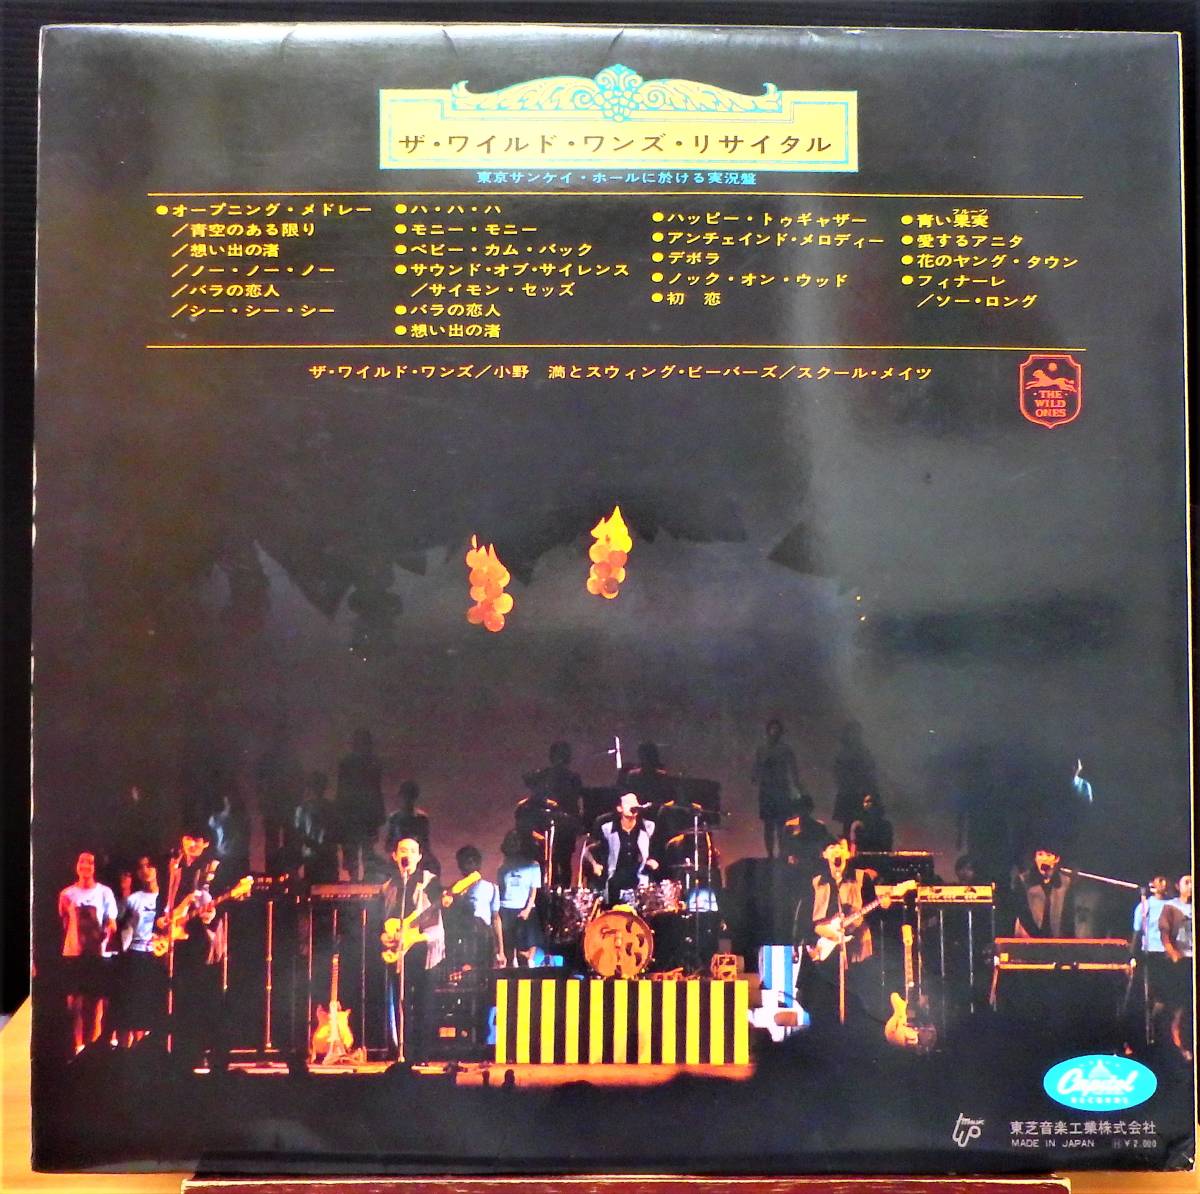 ザ・ワイルド・ワンズ・リサイタル
東京サンケイ・ホールに於ける実況盤
●オープニング・メドレー
／青空のある限り
／想い出の渚
／ノー・ノー・ノー
／バラの恋人
／シー・シー・シー
●ハ・ハ・ハ
●モニー・モニー
●ベビー・カム・バック
●サウンド・オブ・サイレンス
／サイモン・セッズ
●バラの恋人
●想い出の渚
●ハッピー・トゥギャザー
●アンチェインド・メロディー
●デボラ
●ノック・オン・ウッド
●初 恋
フルーツ
●青い果実
●愛するアニタ
●花のヤング・タウン
●フィナーレ
／ソー・ロング
ザ・ワイルド・ワンズ／小野 満とスウィング・ビーバーズ／スクール・メイツ
・THE・
WILD
ONES
Capitol
RECORDS
東芝音楽工業株式会社
MADE IN JAPAN Ⓗ¥2,000